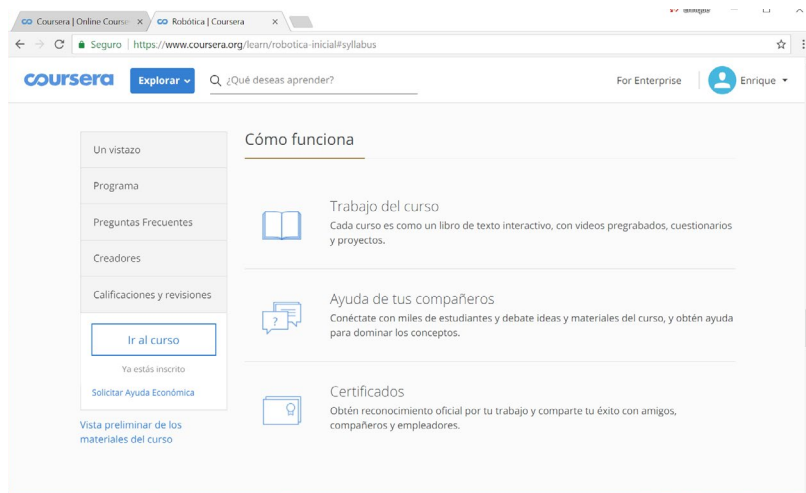 Coursera | Online Course
Robótica | Coursera
Seguro | https://www.coursera.org/learn/robotica-inicial#syllabus
coursera
Explorar
¿Qué deseas aprender?
For Enterprise
Enrique
Un vistazo
Programa
Preguntas Frecuentes
Creadores
Calificaciones y revisiones
Ir al curso
Ya estás inscrito
Solicitar Ayuda Económica
Vista preliminar de los
materiales del curso
Cómo funciona
Trabajo del curso
Cada curso es como un libro de texto interactivo, con videos pregrabados, cuestionarios
y proyectos.
Ayuda de tus compañeros
Conéctate con miles de estudiantes y debate ideas y materiales del curso, y obtén ayuda
para dominar los conceptos.
?
Certificados
Obtén reconocimiento oficial por tu trabajo y comparte tu éxito con amigos,
compañeros y empleadores.